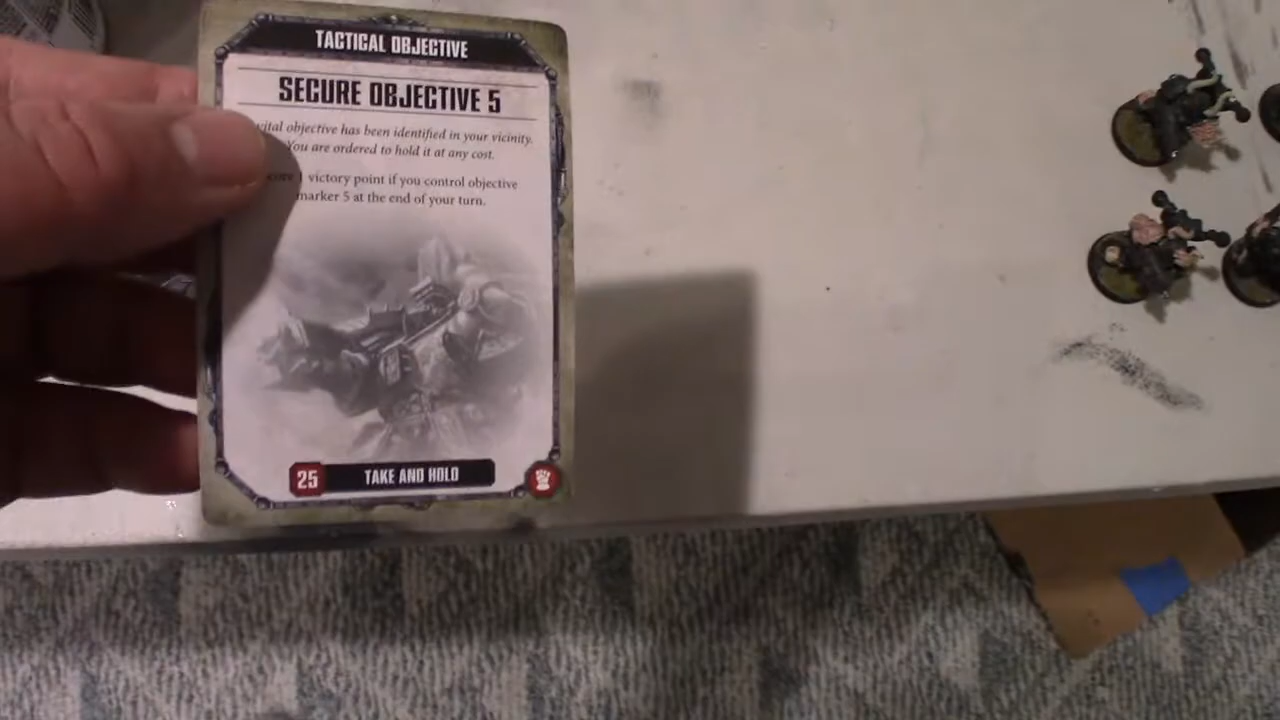 TACTICAL OBJECTIVE
SECURE OBJECTIVE 5
vital objective has been identified in your vicinity.
You are ordered to hold it at any cost.
victory point if you control objective
marker 5 at the end of your turn.
25
TAKE AND HOLD